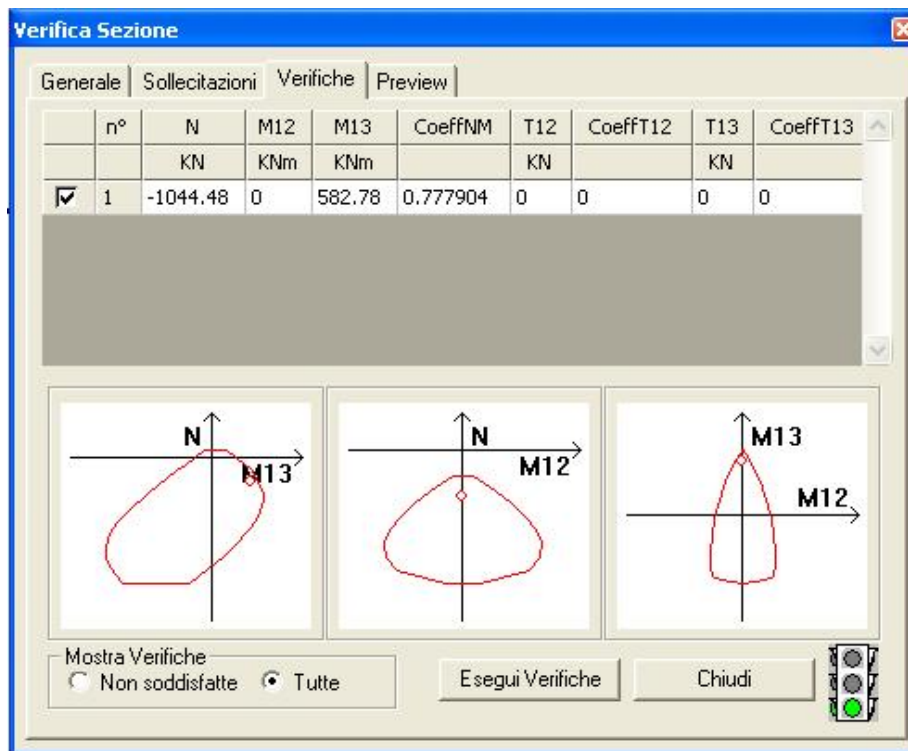 Verifica Sezione
Generale Sollecitazioni Verifiche Preview
n° N M12 M13 CoeffNM T12 CoeffT12 T13 CoeffT13
KN KNm KNm KN KN
1 -1044.48 0 582.78 0.777904 0 0 0 0
N
M13
N
M12
M13
M12
Mostra Verifiche
Non soddisfatte Tutte
Esegui Verifiche
Chiudi